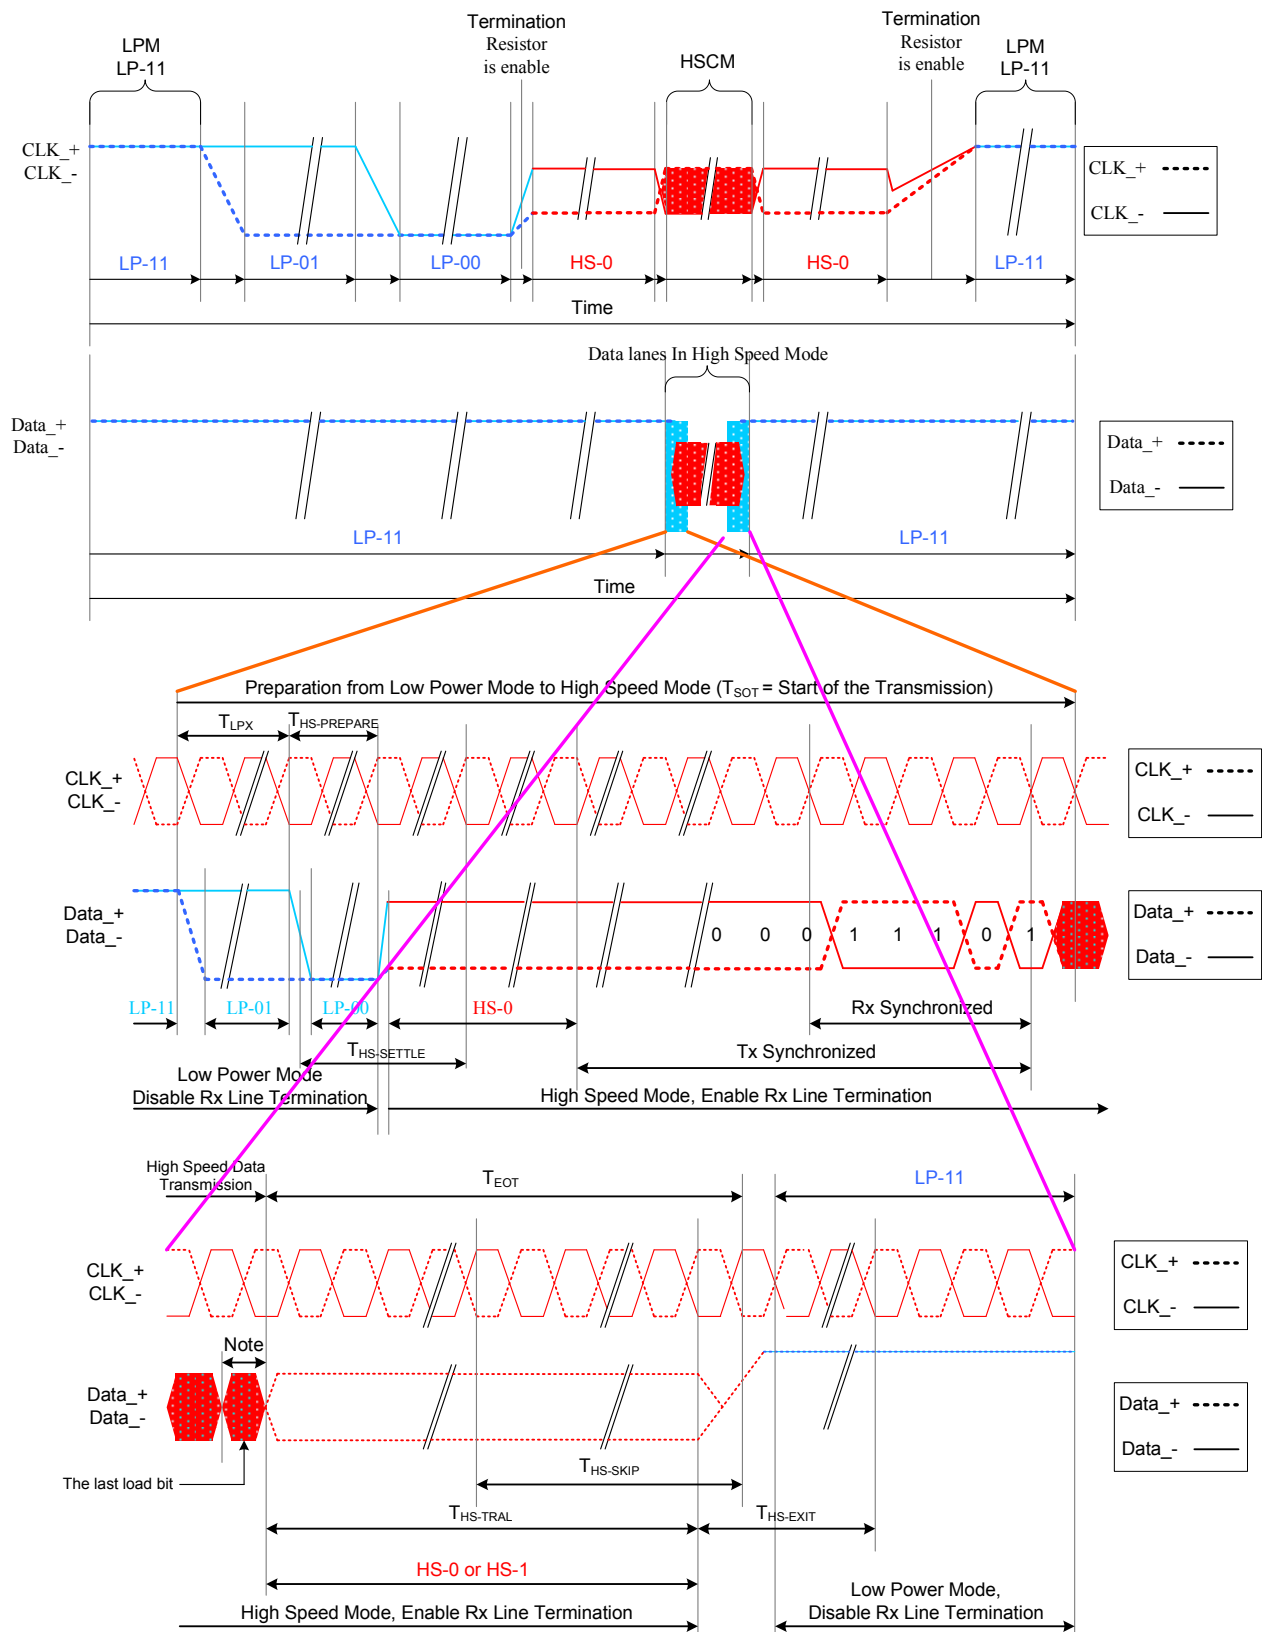 LPM
LP-11
Termination
Resistor
is enable
HSCM
Termination
Resistor
is enable
LPM
LP-11
CLK_+
CLK_-
CLK_+
CLK_-
LP-11
LP-01
LP-00
HS-0
HS-0
LP-11
Time
Data lanes In High Speed Mode
Data_+
Data_-
Data_+
Data_-
LP-11
LP-11
Time
Preparation from Low Power Mode to High Speed Mode (TSOT = Start of the Transmission)
TLPX
THS-PREPARE
CLK_+
CLK_-
CLK_+
CLK_-
Data_+
Data_-
0 0 0 1 1 1 0 1
Data_+
Data_-
LP-11
LP-01
LP-00
HS-0
Rx Synchronized
THS-SETTLE
Tx Synchronized
Low Power Mode
Disable Rx Line Termination
High Speed Mode, Enable Rx Line Termination
High Speed Data
Transmission
TEOT
LP-11
CLK_+
CLK_-
CLK_+
CLK_-
Note
Data_+
Data_-
Data_+
Data_-
The last load bit
THS-SKIP
THS-TRAL
THS-EXIT
HS-0 or HS-1
High Speed Mode, Enable Rx Line Termination
Low Power Mode,
Disable Rx Line Termination